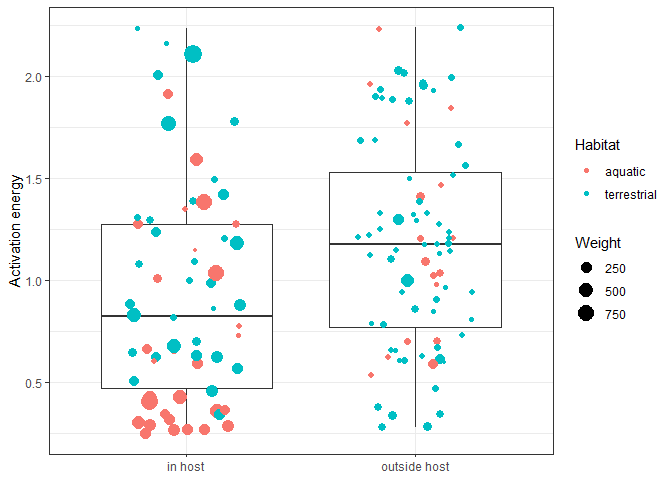 Activation energy
2.0
1.5
1.0
0.5
in host
outside host
Habitat
aquatic
terrestrial
Weight
250
500
750